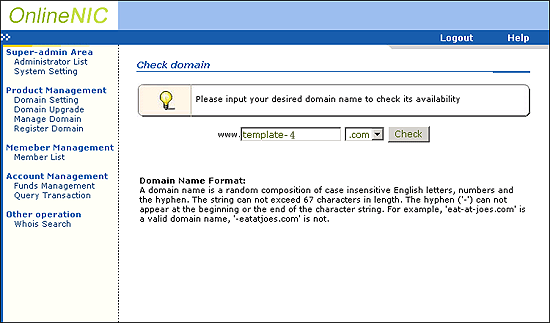 OnlineNIC
Logout Help
Super-admin Area
Administrator List
System Setting
Product Management
Domain Setting
Domain Upgrade
Manage Domain
Register Domain
Memeber Management
Member List
Account Management
Funds Management
Query Transaction
Other operation
Whois Search
Check domain
Please input your desired domain name to check its availability
www. template-4 .com Check
Domain Name Format:
A domain name is a random composition of case insensitive English letters, numbers and
the hyphen. The string can not exceed 67 characters in length. The hyphen ('-') can not
appear at the beginning or the end of the character string. For example, 'eat-at-joes.com' is
a valid domain name, '-eatatjoes.com' is not.